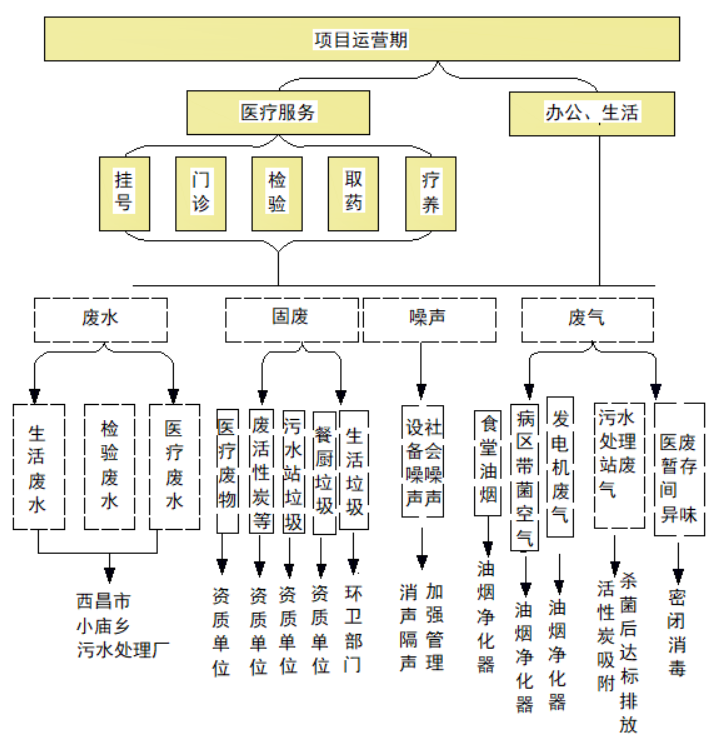 项目运营期
医疗服务
办公、生活
挂号
门诊
检验
取药
疗养
废水
固废
噪声
废气
生活废水
检验废水
医疗废水
医疗废物
废活性炭等
污水站垃圾
餐厨垃圾
生活垃圾
设备噪声
社会噪声
食堂油烟
病区带菌空气
发电机废气
污水
处理
站废
气
医废
暂存
间
异味
西昌市
小庙乡
污水处理厂
资质单位
资质单位
资质单位
资质单位
环卫部门
消声隔声
加强管理
油烟净化器
油烟净化器
油烟净化器
活性炭吸附
杀菌后达标排放
密闭消毒